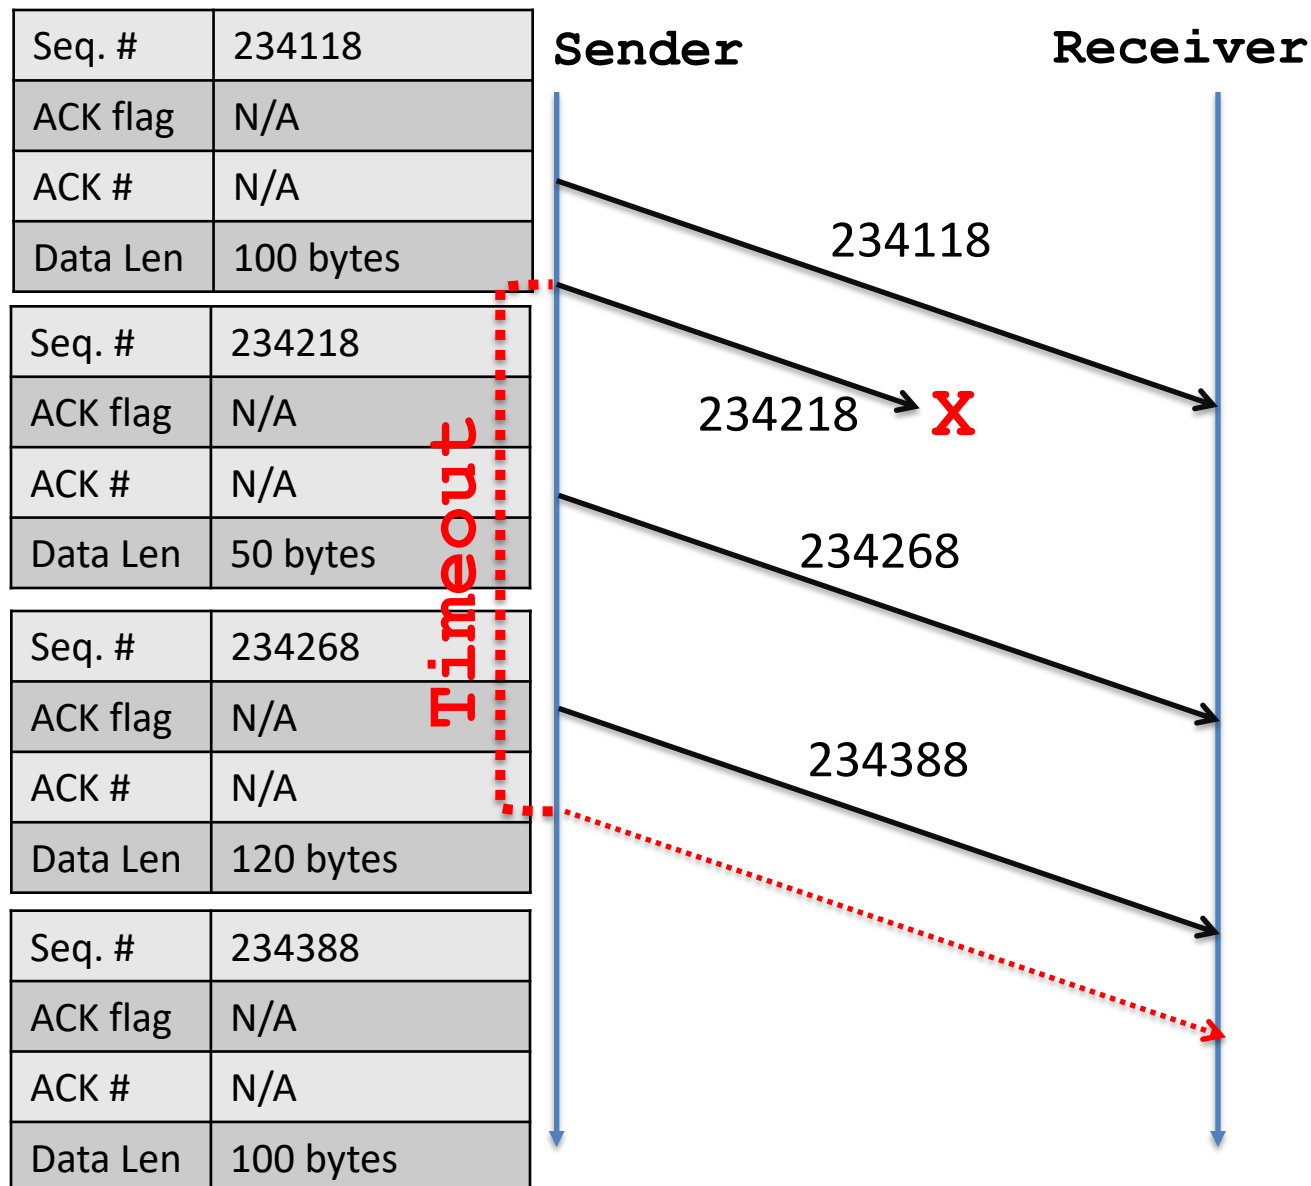 Sender Receiver
Seq. # 234118
ACK flag N/A
ACK # N/A
Data Len 100 bytes
Seq. # 234218
ACK flag N/A
ACK # N/A
Data Len 50 bytes
Seq. # 234268
ACK flag N/A
ACK # N/A
Data Len 120 bytes
Seq. # 234388
ACK flag N/A
ACK # N/A
Data Len 100 bytes
Timeout
234118
234218 X
234268
234388